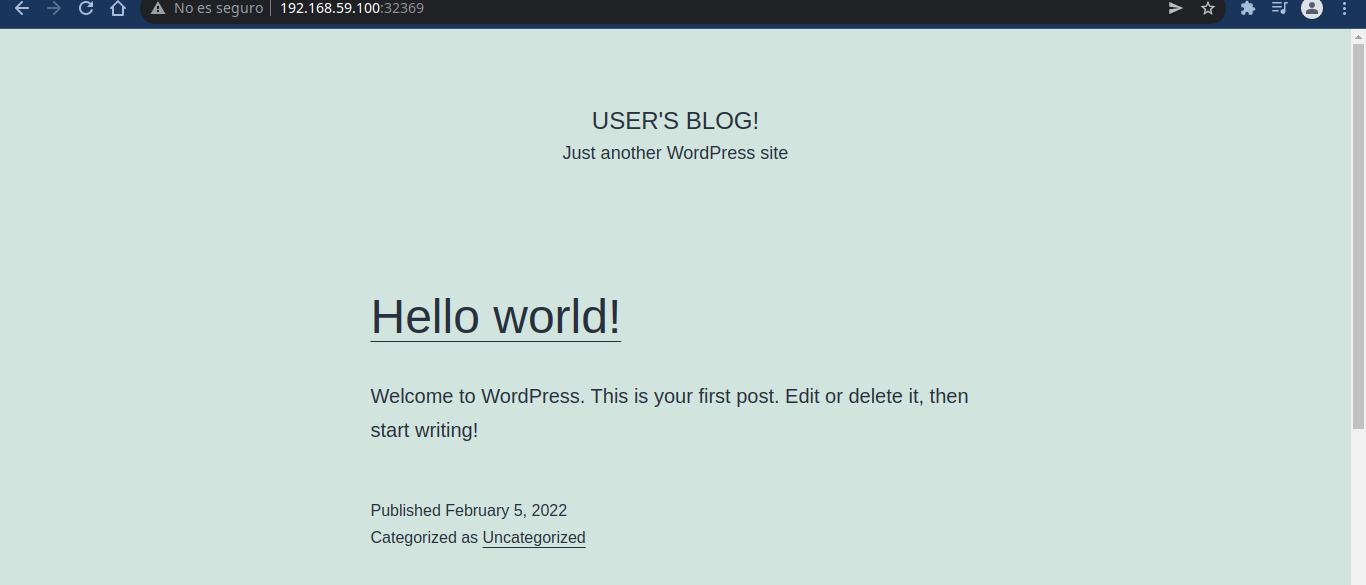 No es seguro 192.168.59.100:32369
USER'S BLOG!
Just another WordPress site
Hello world!
Welcome to WordPress. This is your first post. Edit or delete it, then
start writing!
Published February 5, 2022
Categorized as Uncategorized